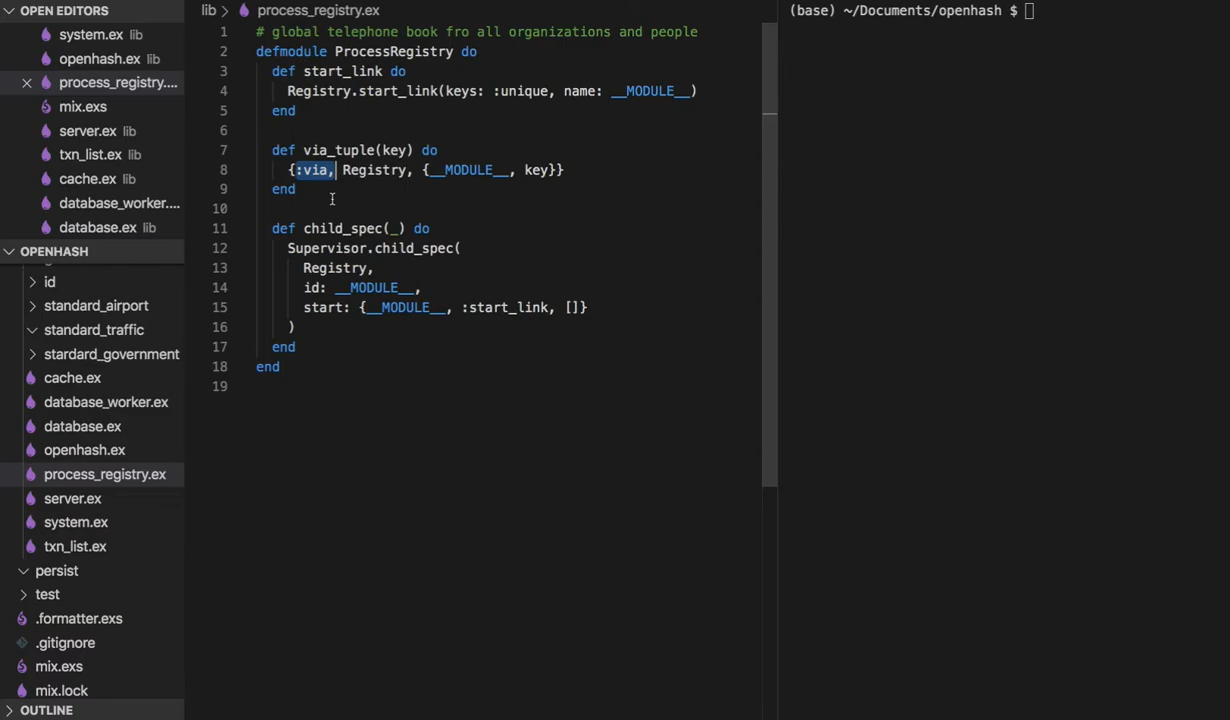 OPEN EDITORS
system.ex lib
openhash.ex lib
process_registry....
mix.exs
server.ex lib
txn_list.ex lib
cache.ex lib
database_worker....
database.ex lib
OPENHASH
id
standard_airport
standard_traffic
stardard_government
cache.ex
database_worker.ex
database.ex
openhash.ex
process_registry.ex
server.ex
system.ex
txn_list.ex
persist
test
.formatter.exs
.gitignore
mix.exs
mix.lock
OUTLINE
lib > process_registry.ex
1 # global telephone book fro all organizations and people
2 defmodule ProcessRegistry do
3 def start_link do
4 Registry.start_link(keys: :unique, name: __MODULE__)
5 end
6
7 def via_tuple(key) do
8 {:via, Registry, {__MODULE__, key}}
9 end
10
11 def child_spec(_) do
12 Supervisor.child_spec(
13 Registry,
14 id: __MODULE__,
15 start: {__MODULE__, :start_link, []}
16 )
17 end
18 end
19
(base) ~/Documents/openhash $